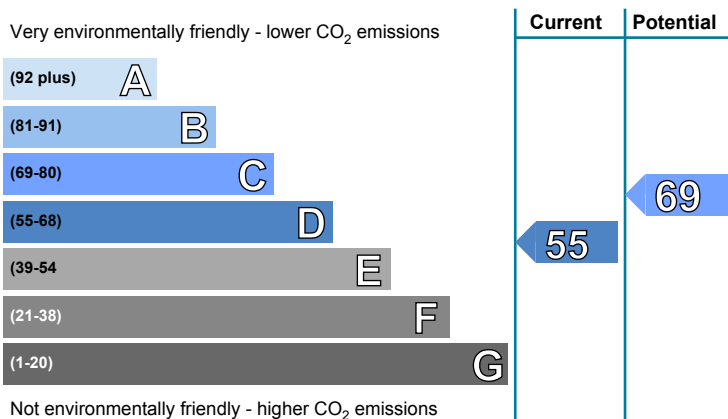 Current Potential
Very environmentally friendly - lower CO2 emissions
(92 plus) A
(81-91) B
(69-80) C
69
(55-68) D
55
(39-54 E
(21-38) F
(1-20) G
Not environmentally friendly - higher CO2 emissions